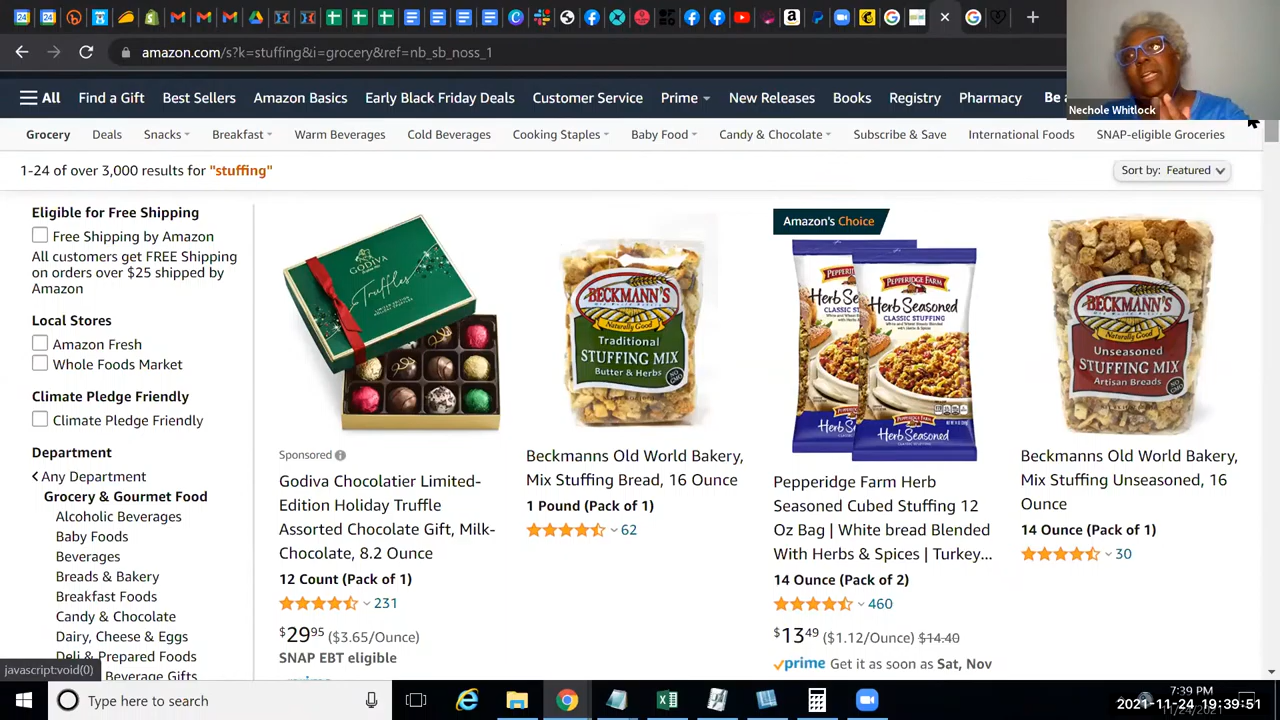 amazon.com/s?k=stuffing&i=grocery&ref=nb_sb_noss_1
All Find a Gift Best Sellers Amazon Basics Early Black Friday Deals Customer Service Prime New Releases Books Registry Pharmacy Be a
Nechole Whitlock
Grocery Deals Snacks Breakfast Warm Beverages Cold Beverages Cooking Staples Baby Food Candy & Chocolate Subscribe & Save International Foods SNAP-eligible Groceries
1-24 of over 3,000 results for "stuffing"
Sort by: Featured
Eligible for Free Shipping
Free Shipping by Amazon
All customers get FREE Shipping
on orders over $25 shipped by
Amazon
Local Stores
Amazon Fresh
Whole Foods Market
Climate Pledge Friendly
Climate Pledge Friendly
Department
Any Department
Grocery & Gourmet Food
Alcoholic Beverages
Baby Foods
Beverages
Breads & Bakery
Breakfast Foods
Candy & Chocolate
Dairy, Cheese & Eggs
Deli & Prepared Foods
Beverage Gifts
javascript:void(0)
GODIVA
Truffles
Sponsored
Godiva Chocolatier Limited-
Edition Holiday Truffle
Assorted Chocolate Gift, Milk-
Chocolate, 8.2 Ounce
12 Count (Pack of 1)
231
$29 95 ($3.65/Ounce)
SNAP EBT eligible
BECKMANN'S
Naturally Good
Traditional
STUFFING MIX
Butter & Herbs
Beckmanns Old World Bakery,
Mix Stuffing Bread, 16 Ounce
1 Pound (Pack of 1)
62
Amazon's Choice
PEPPERIDGE FARM
Herb Seasoned
CLASSIC STUFFING
Herb Seasoned
Pepperidge Farm Herb
Seasoned Cubed Stuffing 12
Oz Bag | White bread Blended
With Herbs & Spices | Turkey...
14 Ounce (Pack of 2)
460
$13 49 ($1.12/Ounce) $14.40
prime Get it as soon as Sat, Nov
BECKMANN'S
Naturally Good
Unseasoned
STUFFING MIX
Artisan Breads
Beckmanns Old World Bakery,
Mix Stuffing Unseasoned, 16
Ounce
14 Ounce (Pack of 1)
30
Type here to search
7:39 PM
2021-11-24 19:39:51